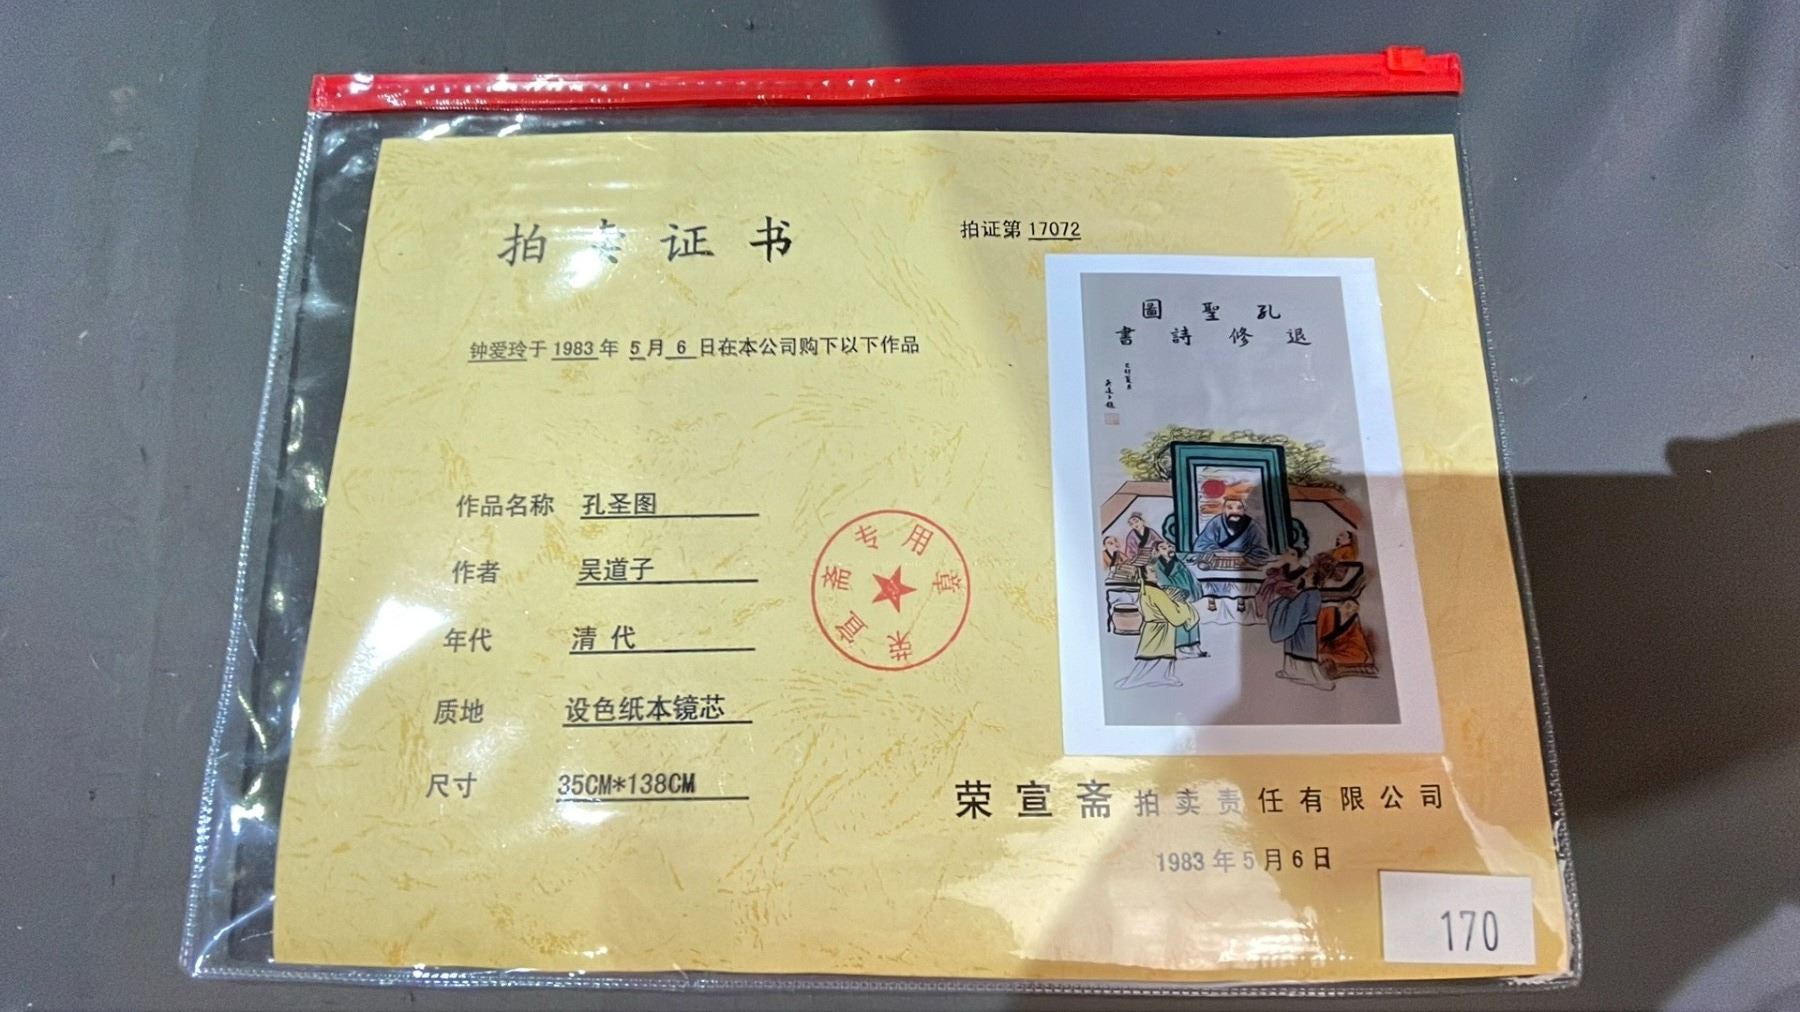 拍卖证书
钟爱玲于 1983 年 5 月 6 日在本公司购下以下作品
作品名称 孔圣图
作者 吴道子
年代 清代
质地 设色纸本镜芯
尺寸 35CM*138CM
荣宣斋专用章
拍证第 17072
圖 聖 孔
書 詩 修 退
荣宣斋拍卖责任有限公司
1983 年 5 月 6 日
170